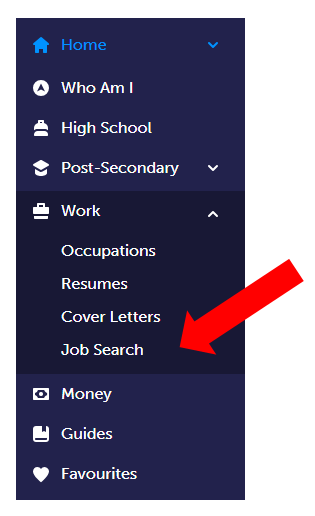 Home
Who Am I
High School
Post-Secondary
Work
Occupations
Resumes
Cover Letters
Job Search
Money
Guides
Favourites